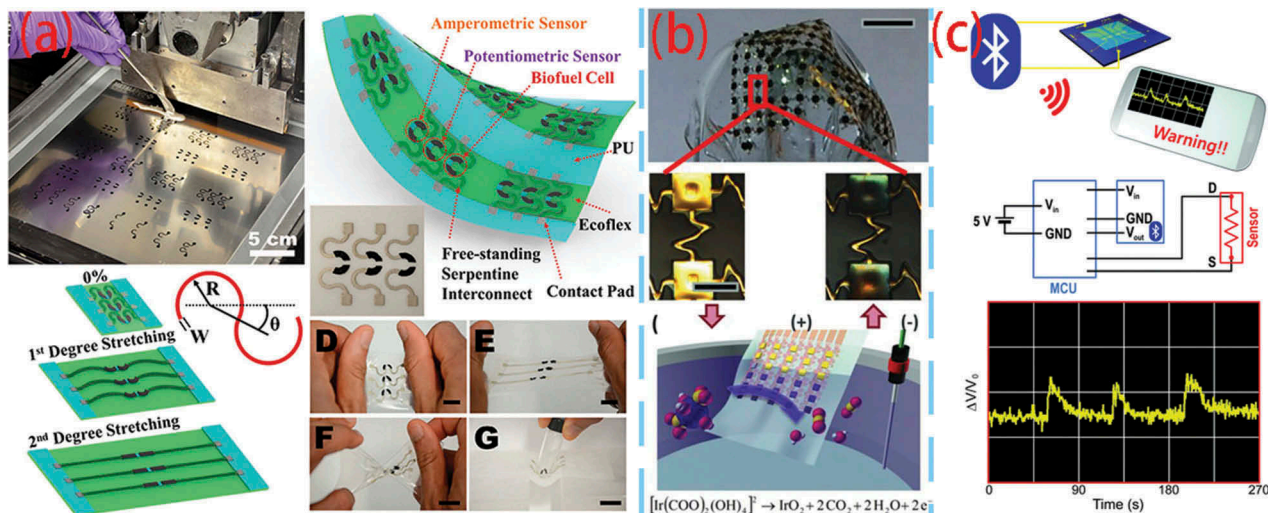 (a)
5 cm
Amperometric Sensor
Potentiometric Sensor
Biofuel Cell
PU
Ecoflex
Free-standing
Serpentine
Interconnect
Contact Pad
0%
R
W
θ
1st Degree Stretching
2nd Degree Stretching
D
E
F
G
(b)
(
(+)
(-)
[Ir(COO)2(OH)4]2 → IrO2 + 2CO2 + 2H2O + 2e
(c)
Warning!!
5 V
Vin
GND
Vin
GND
Vout
MCU
D
S
Sensor
ΔV/V0
0
90
180
270
Time (s)